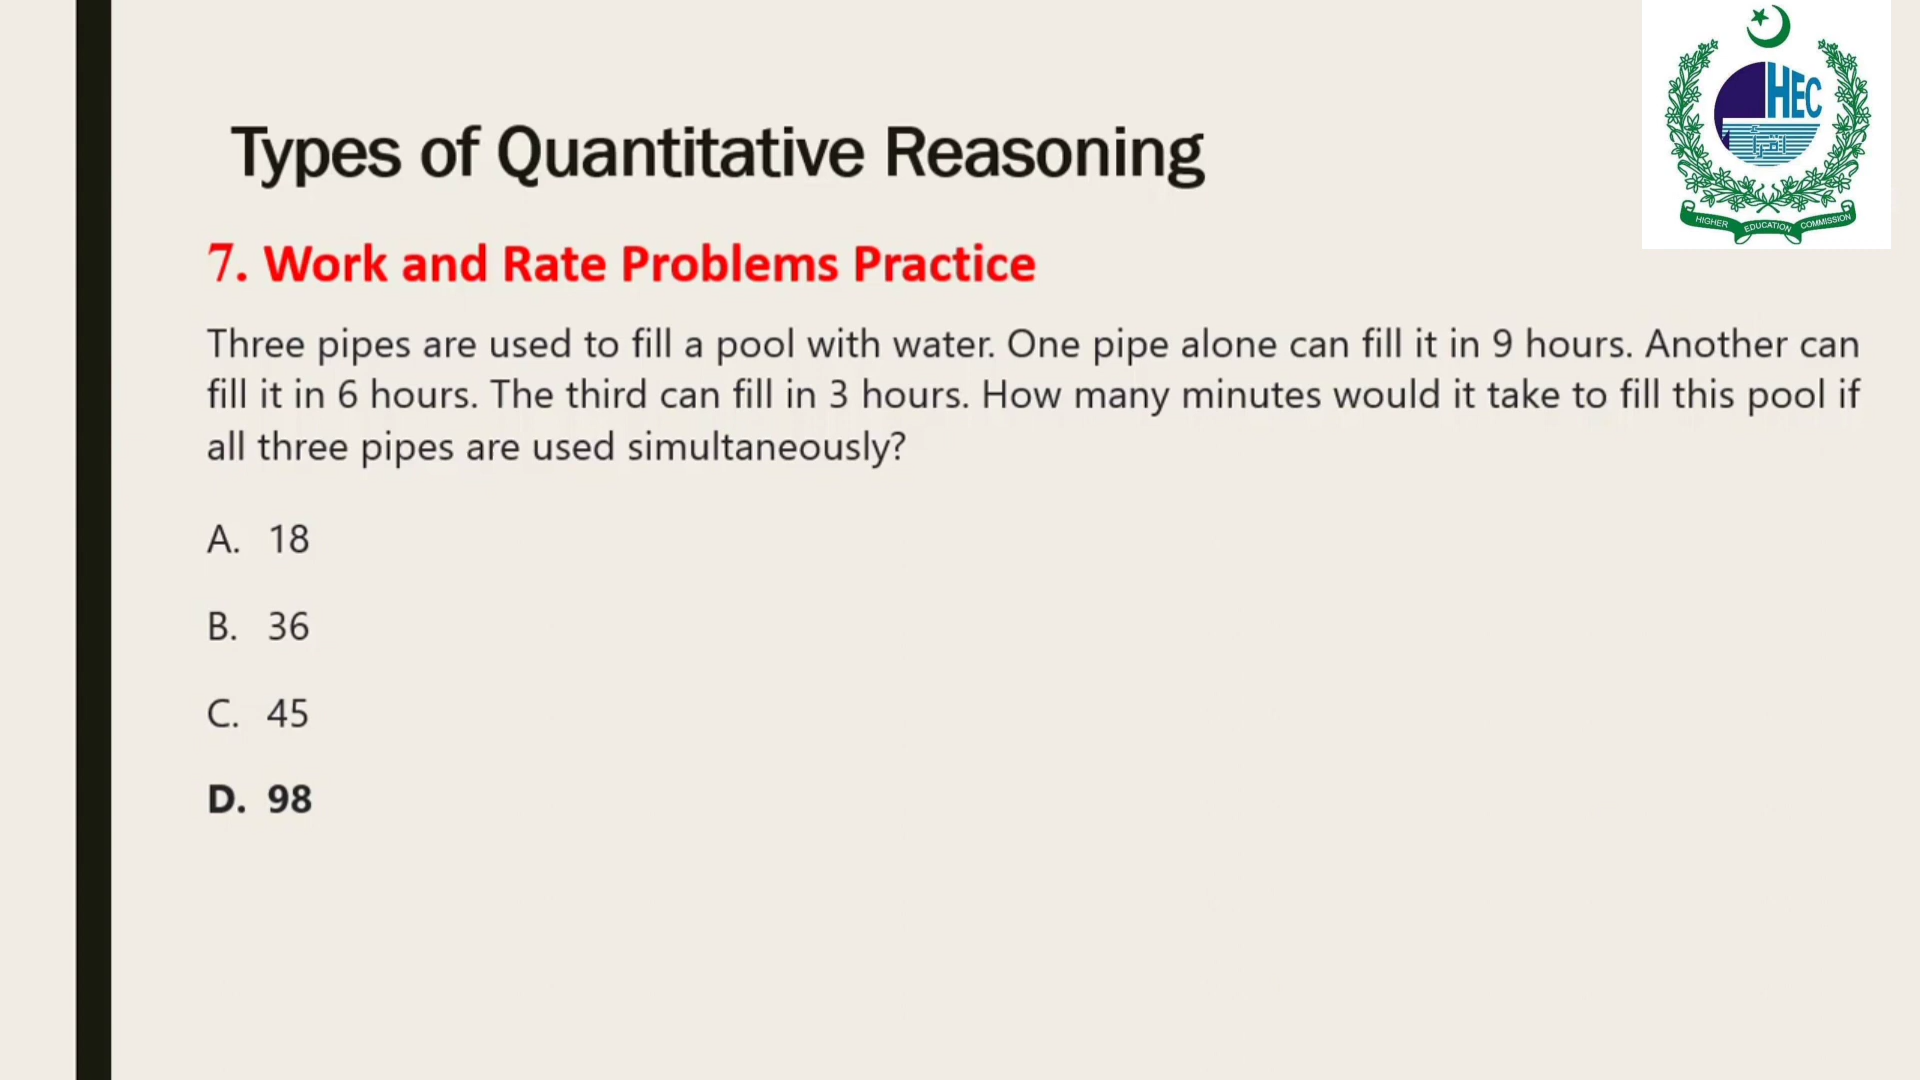 HEC
اقرأ
HIGHER EDUCATION COMMISSION
Types of Quantitative Reasoning
7. Work and Rate Problems Practice
Three pipes are used to fill a pool with water. One pipe alone can fill it in 9 hours. Another can
fill it in 6 hours. The third can fill in 3 hours. How many minutes would it take to fill this pool if
all three pipes are used simultaneously?
A. 18
B. 36
C. 45
D. 98